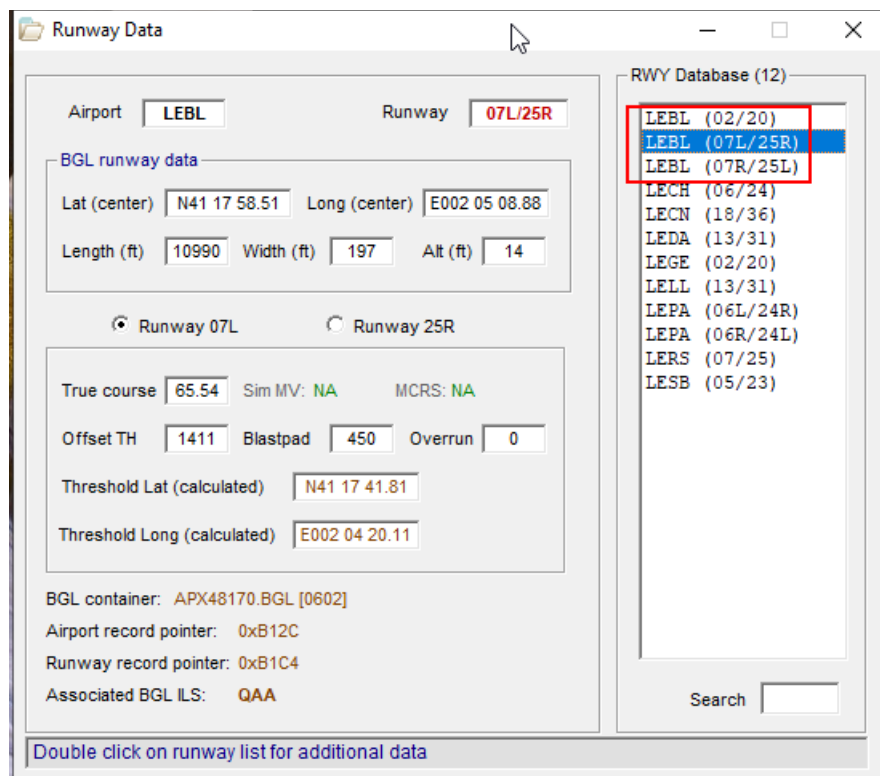 Runway Data
Airport LEBL Runway 07L/25R
BGL runway data
Lat (center) N41 17 58.51 Long (center) E002 05 08.88
Length (ft) 10990 Width (ft) 197 Alt (ft) 14
Runway 07L Runway 25R
True course 65.54 Sim MV: NA MCRS: NA
Offset TH 1411 Blastpad 450 Overrun 0
Threshold Lat (calculated) N41 17 41.81
Threshold Long (calculated) E002 04 20.11
BGL container: APX48170.BGL [0602]
Airport record pointer: 0xB12C
Runway record pointer: 0xB1C4
Associated BGL ILS: QAA
RWY Database (12)
LEBL (02/20)
LEBL (07L/25R)
LEBL (07R/25L)
LECH (06/24)
LECN (18/36)
LEDA (13/31)
LEGE (02/20)
LELL (13/31)
LEPA (06L/24R)
LEPA (06R/24L)
LERS (07/25)
LESB (05/23)
Search
Double click on runway list for additional data